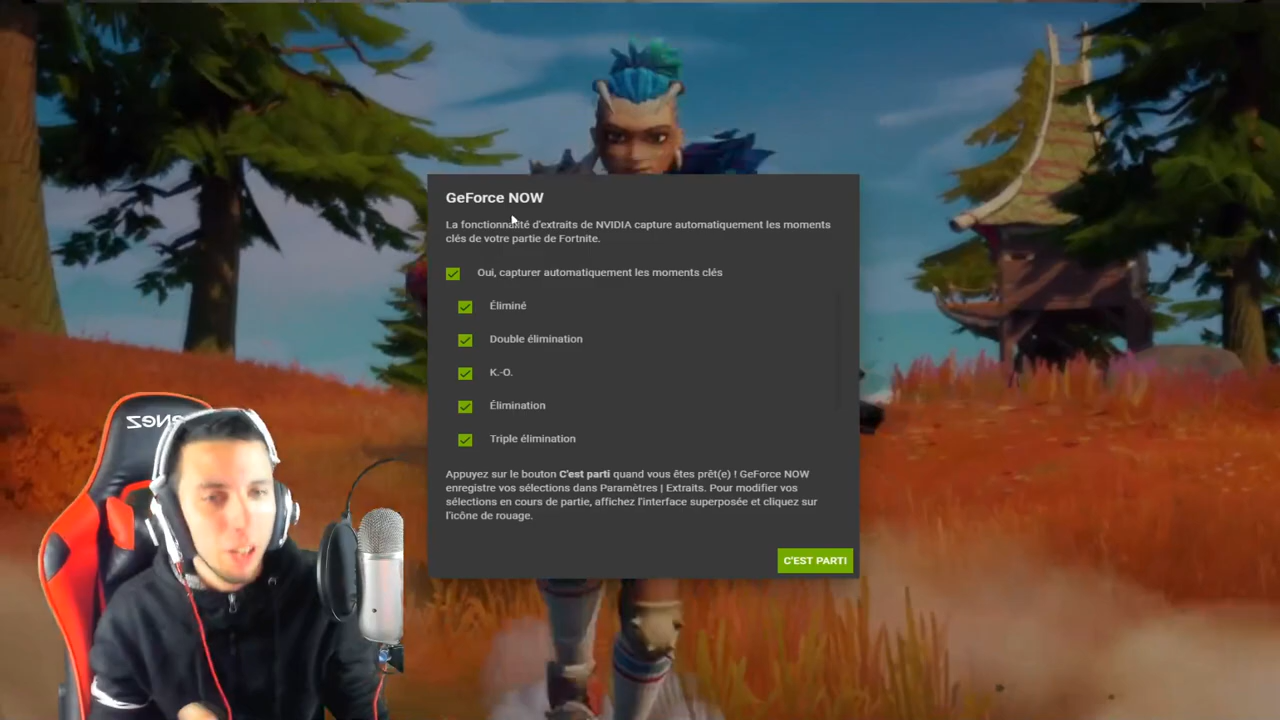 GeForce NOW
La fonctionnalité d'extraits de NVIDIA capture automatiquement les moments
clés de votre partie de Fortnite.
Oui, capturer automatiquement les moments clés
Éliminé
Double élimination
K.-O.
Élimination
Triple élimination
Appuyez sur le bouton C'est parti quand vous êtes prêt(e) ! GeForce NOW
enregistre vos sélections dans Paramètres | Extraits. Pour modifier vos
sélections en cours de partie, affichez l'interface superposée et cliquez sur
l'icône de rouage.
C'EST PARTI